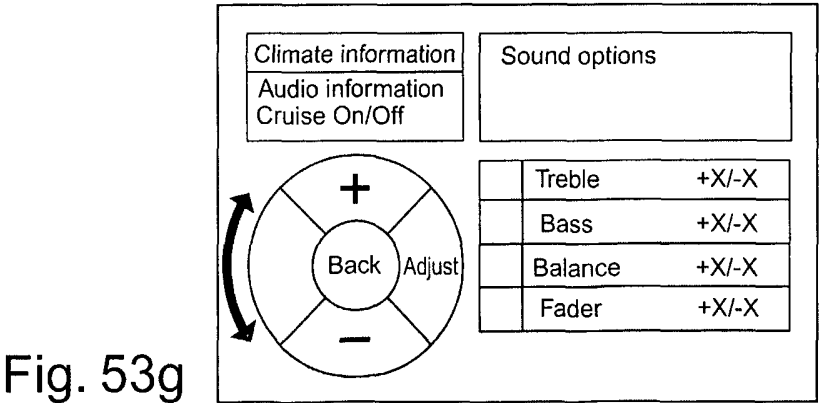 Climate information
Audio information
Cruise On/Off
Sound options
+
Back
Adjust
−
Treble +X/-X
Bass +X/-X
Balance +X/-X
Fader +X/-X
Fig. 53g